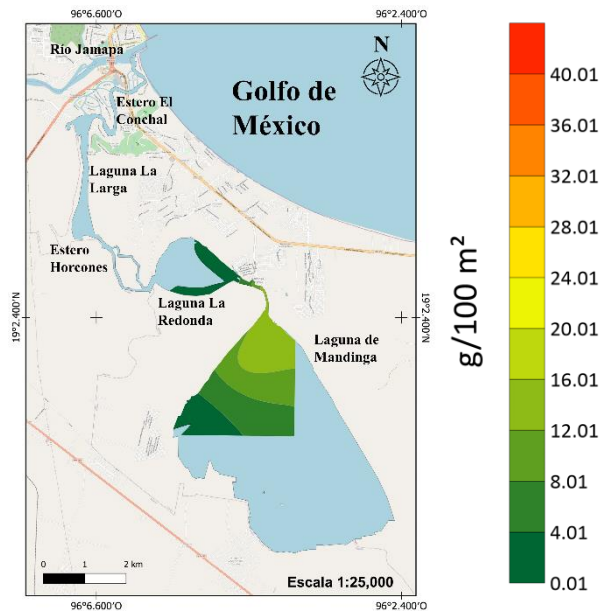 96°6.600'O
96°2.400'O
Río Jamapa
N
Estero El
Conchal
Golfo de
México
Laguna La
Larga
Estero
Horcones
Laguna La
Redonda
19°2.400'N
19°2.400'N
Laguna de
Mandinga
0 1 2 km
Escala 1:25,000
96°6.600'O
96°2.400'O
g/100 m²
40.01
36.01
32.01
28.01
24.01
20.01
16.01
12.01
8.01
4.01
0.01